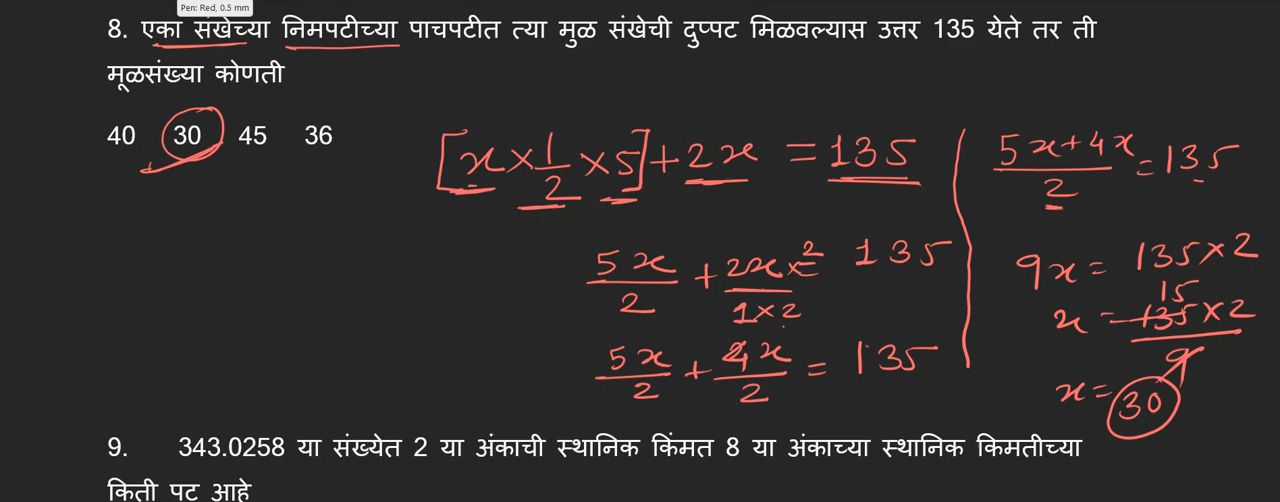 Pen: Red, 0.5 mm
8. एका संखेच्या निमपटीच्या पाचपटीत त्या मुळ संखेची दुप्पट मिळवल्यास उत्तर 135 येते तर ती
मूळसंख्या कोणती
40 30 45 36
[x × 1/2 × 5] + 2x = 135
5x/2 + 2x×2/1×2 = 135
5x/2 + 4x/2 = 135
5x+4x/2 = 135
9x = 135×2
x = 135×2/9
15
x = 30
9. 343.0258 या संख्येत 2 या अंकाची स्थानिक किंमत 8 या अंकाच्या स्थानिक किमतीच्या
किती पट आहे